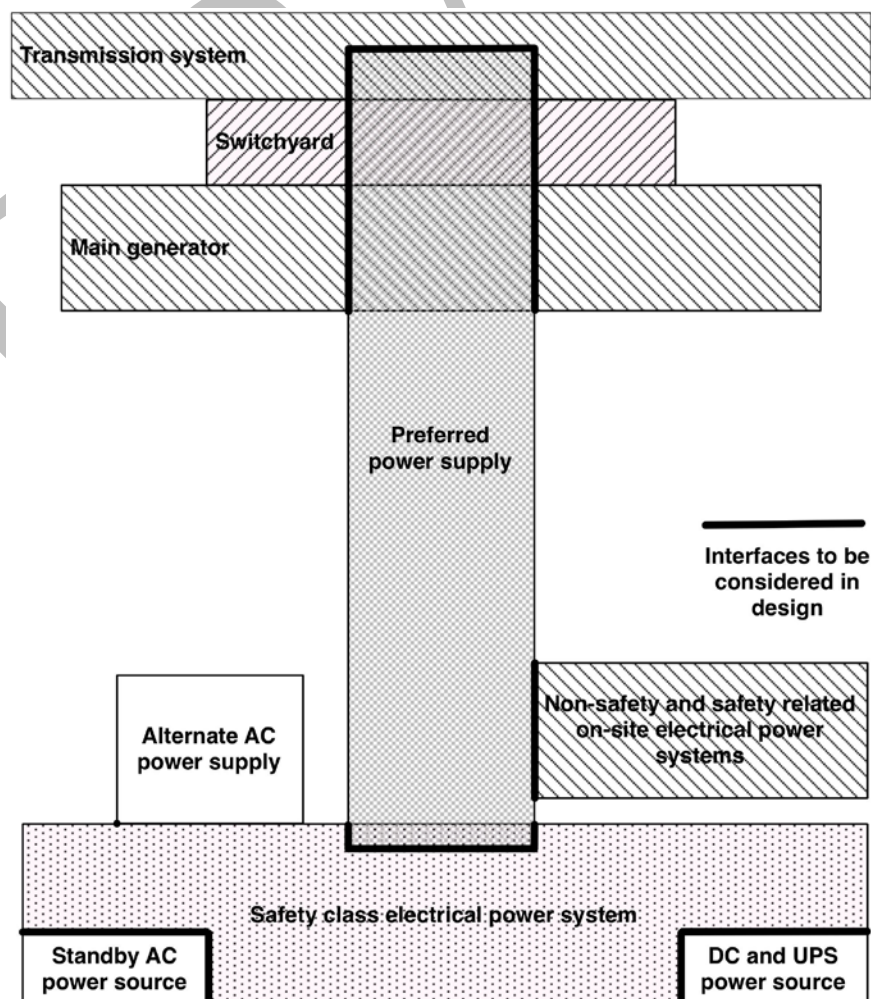 Transmission system
Switchyard
Main generator
Preferred
power supply
Interfaces to be
considered in
design
Non-safety and safety related
on-site electrical power
systems
Alternate AC
power supply
Safety class electrical power system
Standby AC
power source
DC and UPS
power source